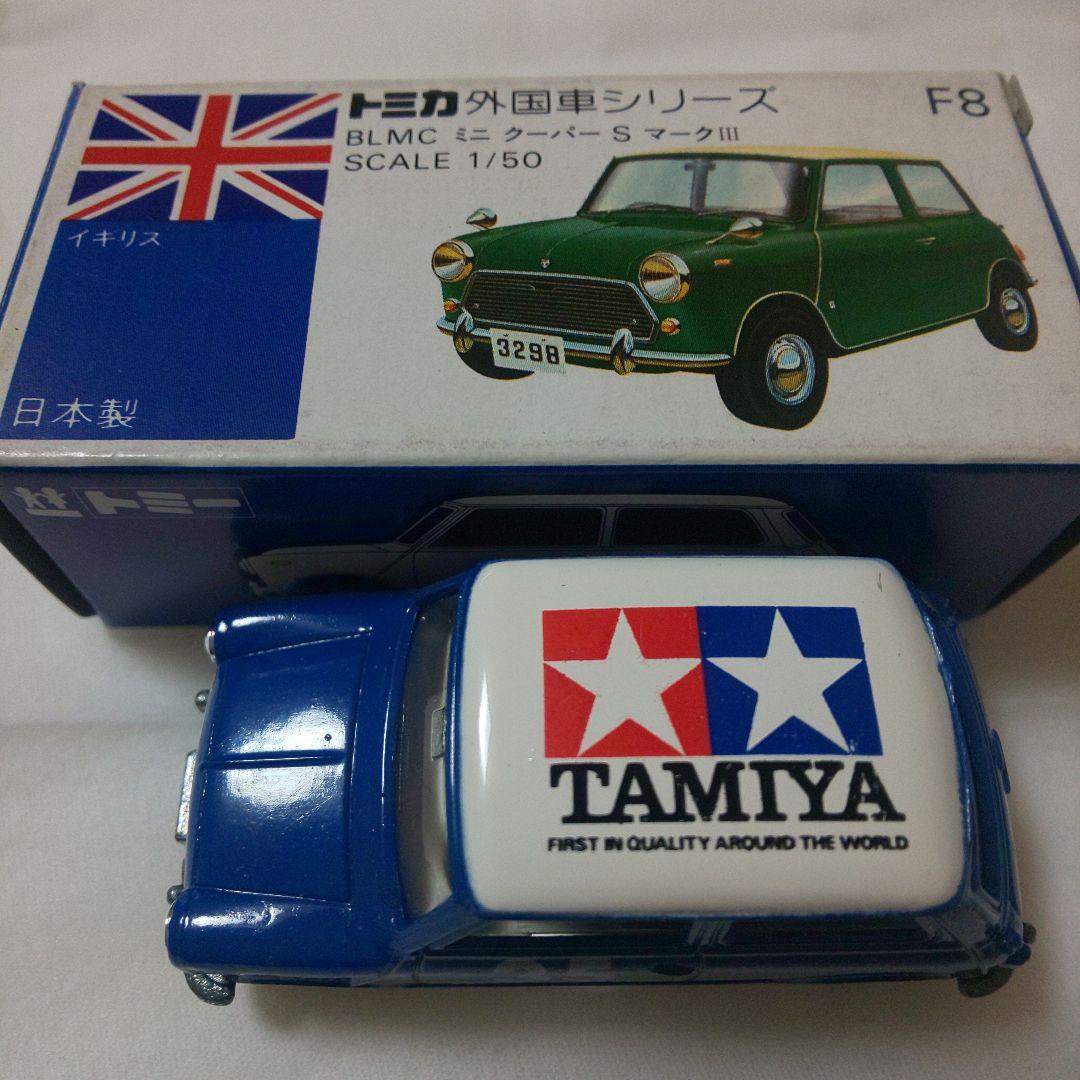 トミカ 外国車シリーズ F8
BLMC ミニ クーパー S マークIII
SCALE 1/50
イギリス
3298
日本製
トミー
TAMIYA
FIRST IN QUALITY AROUND THE WORLD